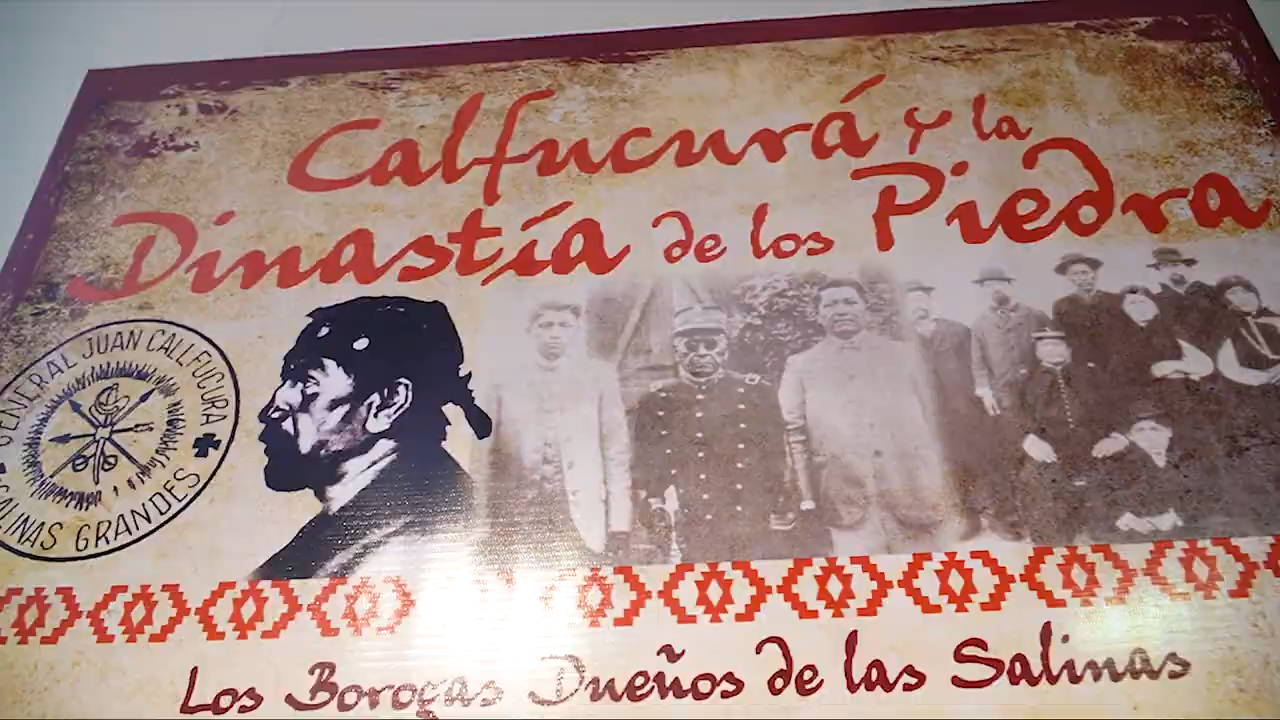 Calfucurá y la
Dinastía de los Piedra
GENERAL JUAN CALLFUCURA
SALINAS GRANDES
Los Borogas Dueños de las Salinas